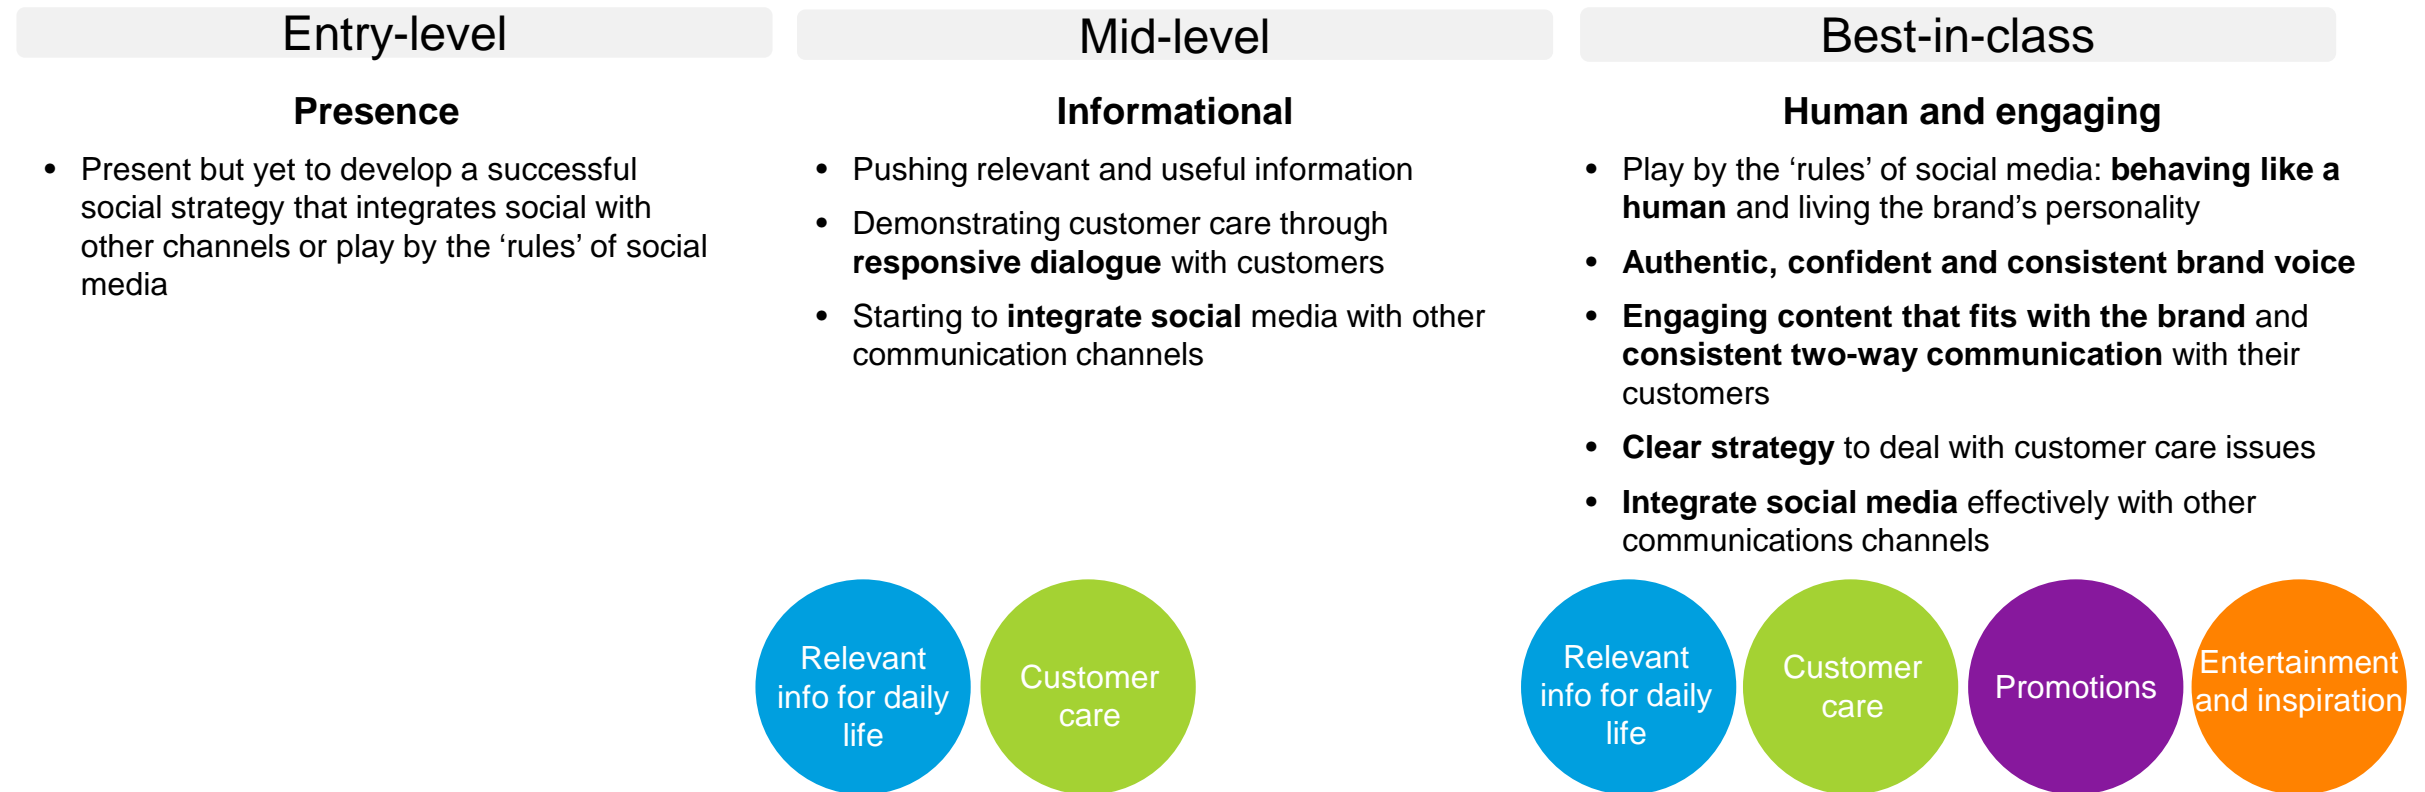 Entry-level
Presence
• Present but yet to develop a successful
social strategy that integrates social with
other channels or play by the ‘rules’ of social
media
Mid-level
Informational
• Pushing relevant and useful information
• Demonstrating customer care through
responsive dialogue with customers
• Starting to integrate social media with other
communication channels
Relevant
info for daily
life
Customer
care
Best-in-class
Human and engaging
• Play by the ‘rules’ of social media: behaving like a
human and living the brand’s personality
• Authentic, confident and consistent brand voice
• Engaging content that fits with the brand and
consistent two-way communication with their
customers
• Clear strategy to deal with customer care issues
• Integrate social media effectively with other
communications channels
Relevant
info for daily
life
Customer
care
Promotions
Entertainment
and inspiration